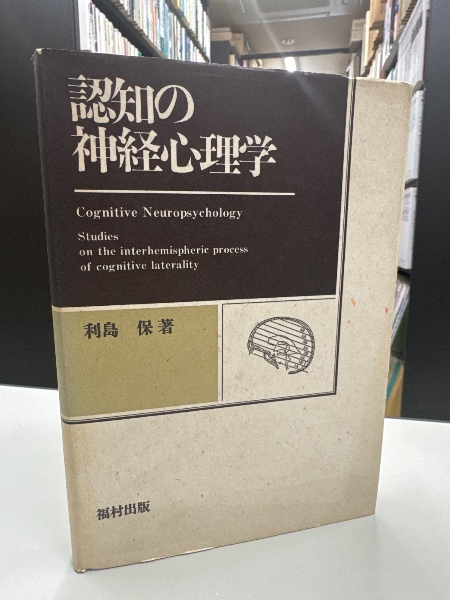 認知の
神経心理学
Cognitive Neuropsychology
Studies
on the interhemispheric process
of cognitive laterality
利島 保 著
福村出版